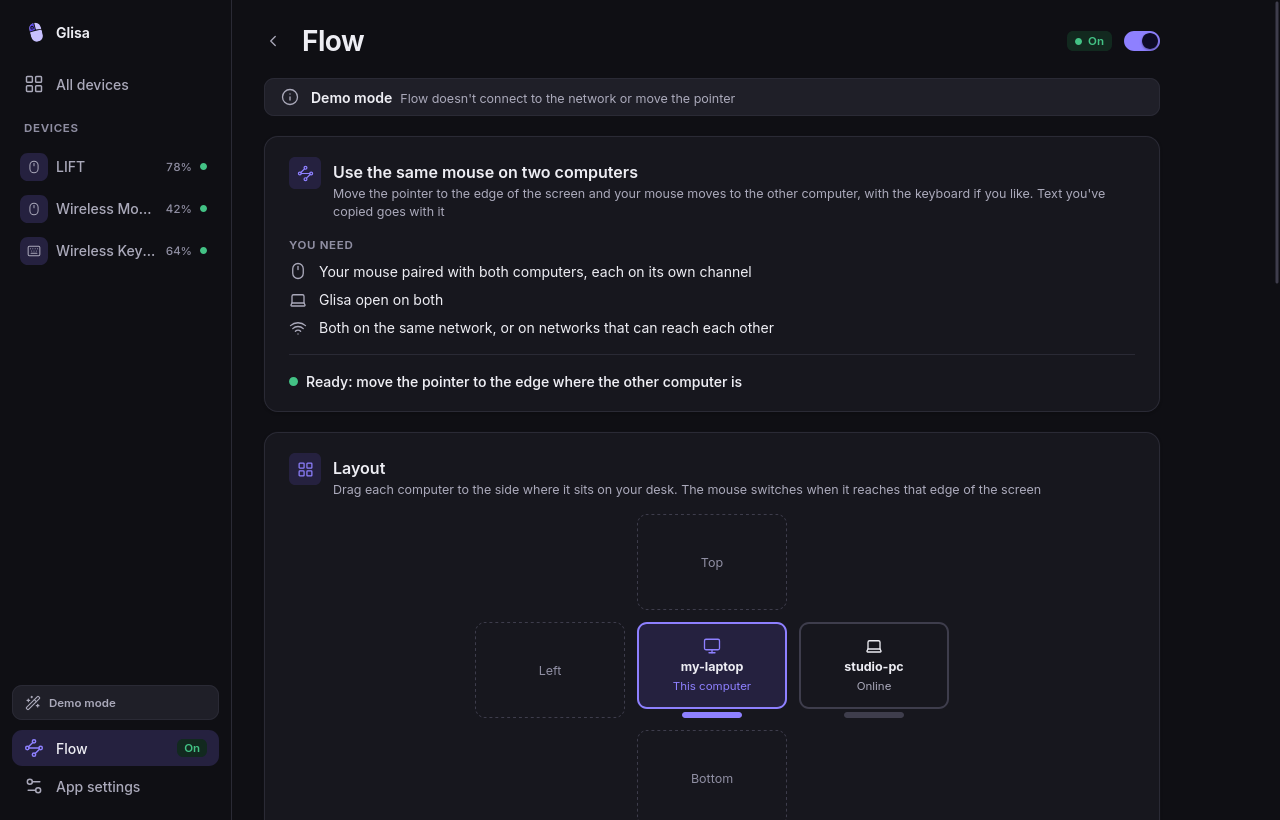 Glisa
All devices
DEVICES
LIFT 78%
Wireless Mo... 42%
Wireless Key... 64%
Demo mode
Flow On
App settings
Flow
On
Demo mode Flow doesn't connect to the network or move the pointer
Use the same mouse on two computers
Move the pointer to the edge of the screen and your mouse moves to the other computer, with the keyboard if you like. Text you've
copied goes with it
YOU NEED
Your mouse paired with both computers, each on its own channel
Glisa open on both
Both on the same network, or on networks that can reach each other
Ready: move the pointer to the edge where the other computer is
Layout
Drag each computer to the side where it sits on your desk. The mouse switches when it reaches that edge of the screen
Top
Left
my-laptop
This computer
studio-pc
Online
Bottom